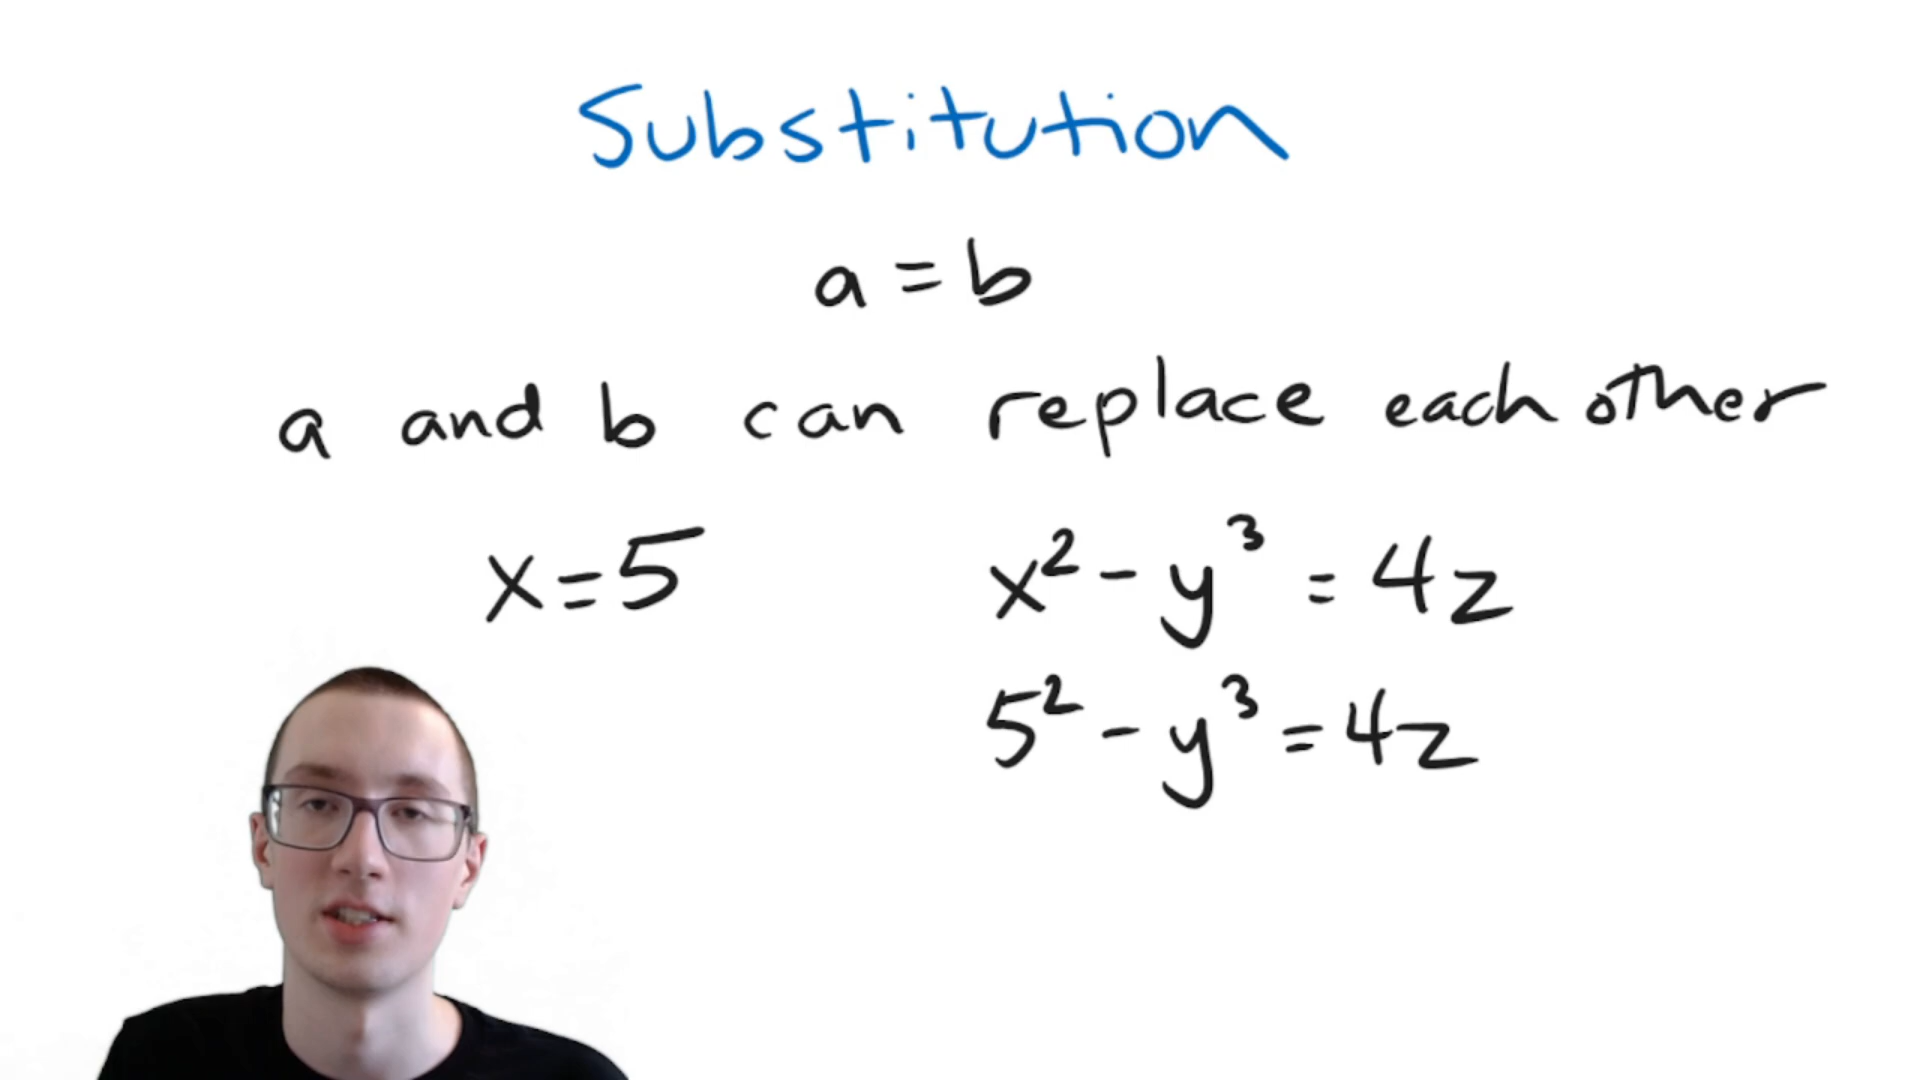 Substitution
a = b
a and b can replace each other
x = 5 x² - y³ = 4z
5² - y³ = 4z